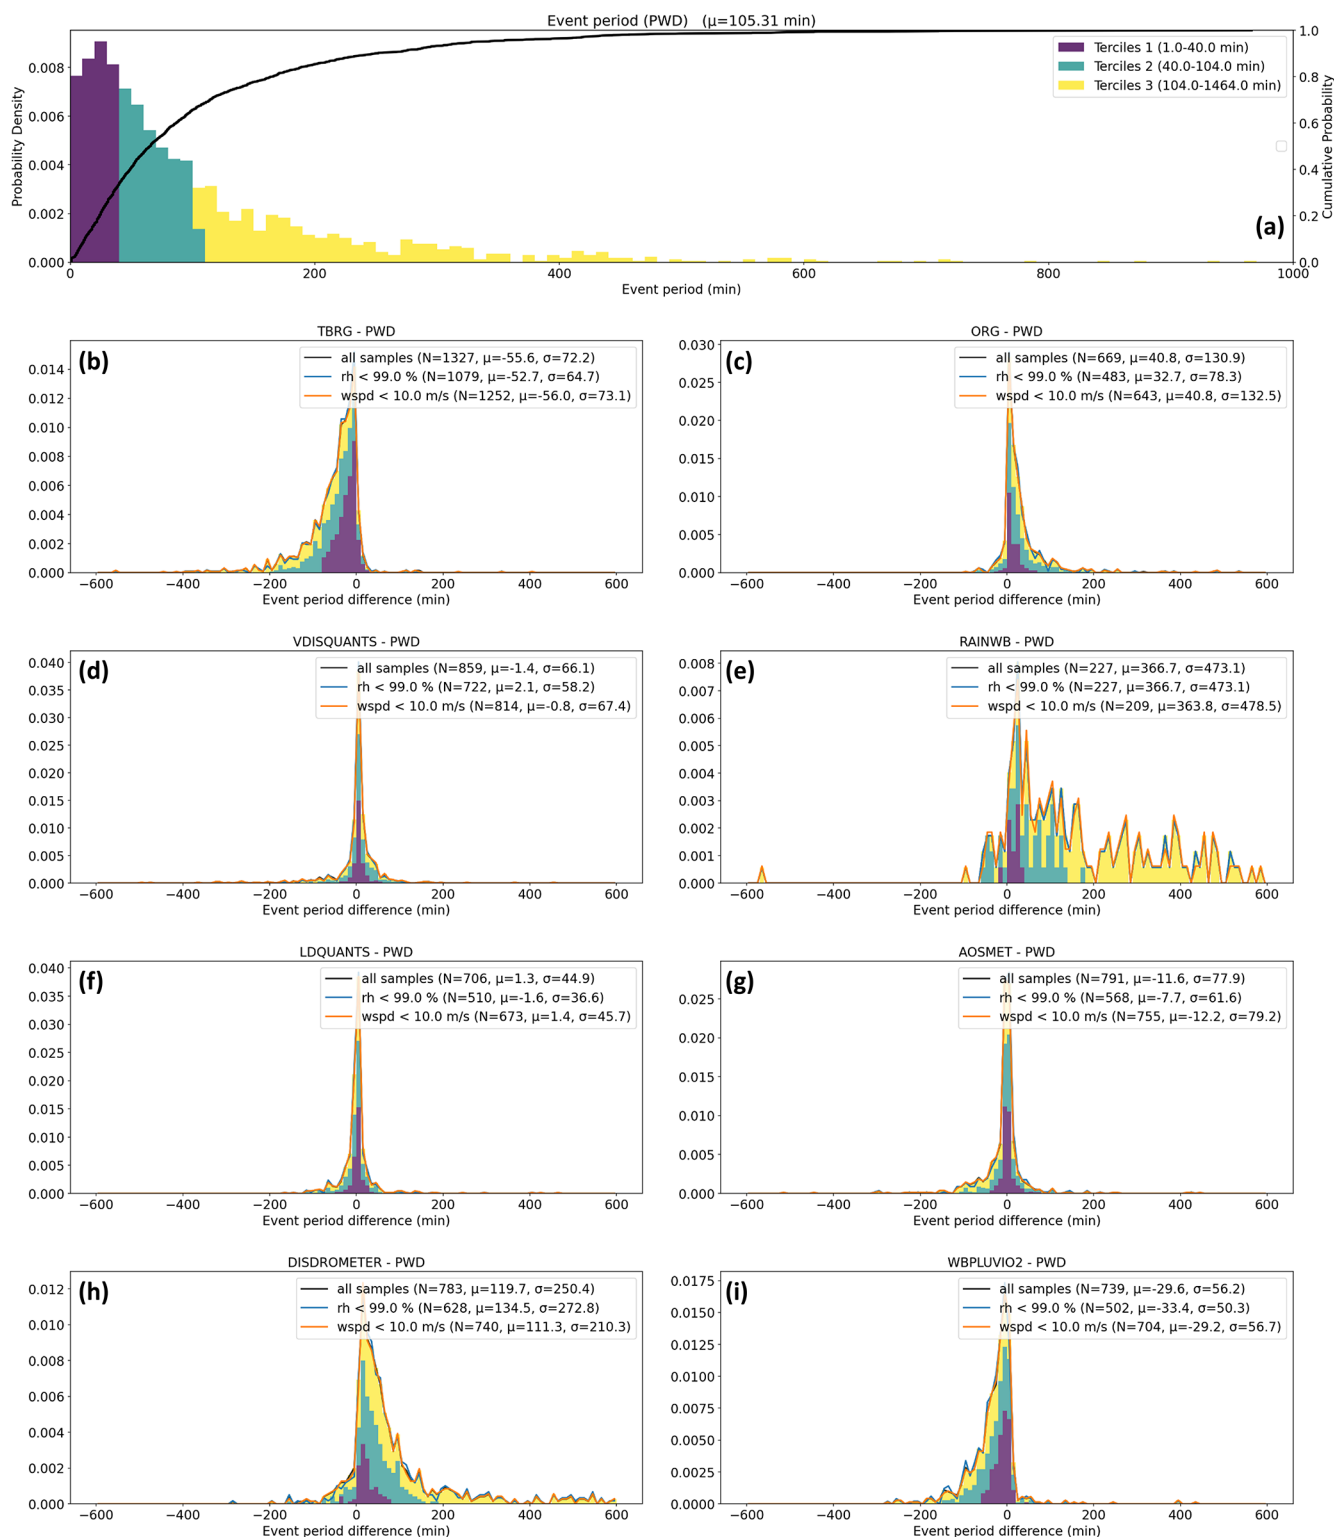 Event period (PWD) (μ=105.31 min)
Probability Density
0.000
0.002
0.004
0.006
0.008
Terciles 1 (1.0-40.0 min)
Terciles 2 (40.0-104.0 min)
Terciles 3 (104.0-1464.0 min)
(a)
Cumulative Probability
0.0
0.2
0.4
0.6
0.8
1.0
0 200 400 600 800 1000
Event period (min)
TBRG - PWD
(b)
all samples (N=1327, μ=-55.6, σ=72.2)
rh < 99.0 % (N=1079, μ=-52.7, σ=64.7)
wspd < 10.0 m/s (N=1252, μ=-56.0, σ=73.1)
0.014
0.012
0.010
0.008
0.006
0.004
0.002
0.000
−600 −400 −200 0 200 400 600
Event period difference (min)
ORG - PWD
(c)
all samples (N=669, μ=40.8, σ=130.9)
rh < 99.0 % (N=483, μ=32.7, σ=78.3)
wspd < 10.0 m/s (N=643, μ=40.8, σ=132.5)
0.030
0.025
0.020
0.015
0.010
0.005
0.000
−600 −400 −200 0 200 400 600
Event period difference (min)
VDISQUANTS - PWD
(d)
all samples (N=859, μ=-1.4, σ=66.1)
rh < 99.0 % (N=722, μ=2.1, σ=58.2)
wspd < 10.0 m/s (N=814, μ=-0.8, σ=67.4)
0.040
0.035
0.030
0.025
0.020
0.015
0.010
0.005
0.000
−600 −400 −200 0 200 400 600
Event period difference (min)
RAINWB - PWD
(e)
all samples (N=227, μ=366.7, σ=473.1)
rh < 99.0 % (N=227, μ=366.7, σ=473.1)
wspd < 10.0 m/s (N=209, μ=363.8, σ=478.5)
0.008
0.007
0.006
0.005
0.004
0.003
0.002
0.001
0.000
−600 −400 −200 0 200 400 600
Event period difference (min)
LDQUANTS - PWD
(f)
all samples (N=706, μ=1.3, σ=44.9)
rh < 99.0 % (N=510, μ=-1.6, σ=36.6)
wspd < 10.0 m/s (N=673, μ=1.4, σ=45.7)
0.040
0.035
0.030
0.025
0.020
0.015
0.010
0.005
0.000
−600 −400 −200 0 200 400 600
Event period difference (min)
AOSMET - PWD
(g)
all samples (N=791, μ=-11.6, σ=77.9)
rh < 99.0 % (N=568, μ=-7.7, σ=61.6)
wspd < 10.0 m/s (N=755, μ=-12.2, σ=79.2)
0.025
0.020
0.015
0.010
0.005
0.000
−600 −400 −200 0 200 400 600
Event period difference (min)
DISDROMETER - PWD
(h)
all samples (N=783, μ=119.7, σ=250.4)
rh < 99.0 % (N=628, μ=134.5, σ=272.8)
wspd < 10.0 m/s (N=740, μ=111.3, σ=210.3)
0.012
0.010
0.008
0.006
0.004
0.002
0.000
−600 −400 −200 0 200 400 600
Event period difference (min)
WBPLUVIO2 - PWD
(i)
all samples (N=739, μ=-29.6, σ=56.2)
rh < 99.0 % (N=502, μ=-33.4, σ=50.3)
wspd < 10.0 m/s (N=704, μ=-29.2, σ=56.7)
0.0175
0.0150
0.0125
0.0100
0.0075
0.0050
0.0025
0.0000
−600 −400 −200 0 200 400 600
Event period difference (min)